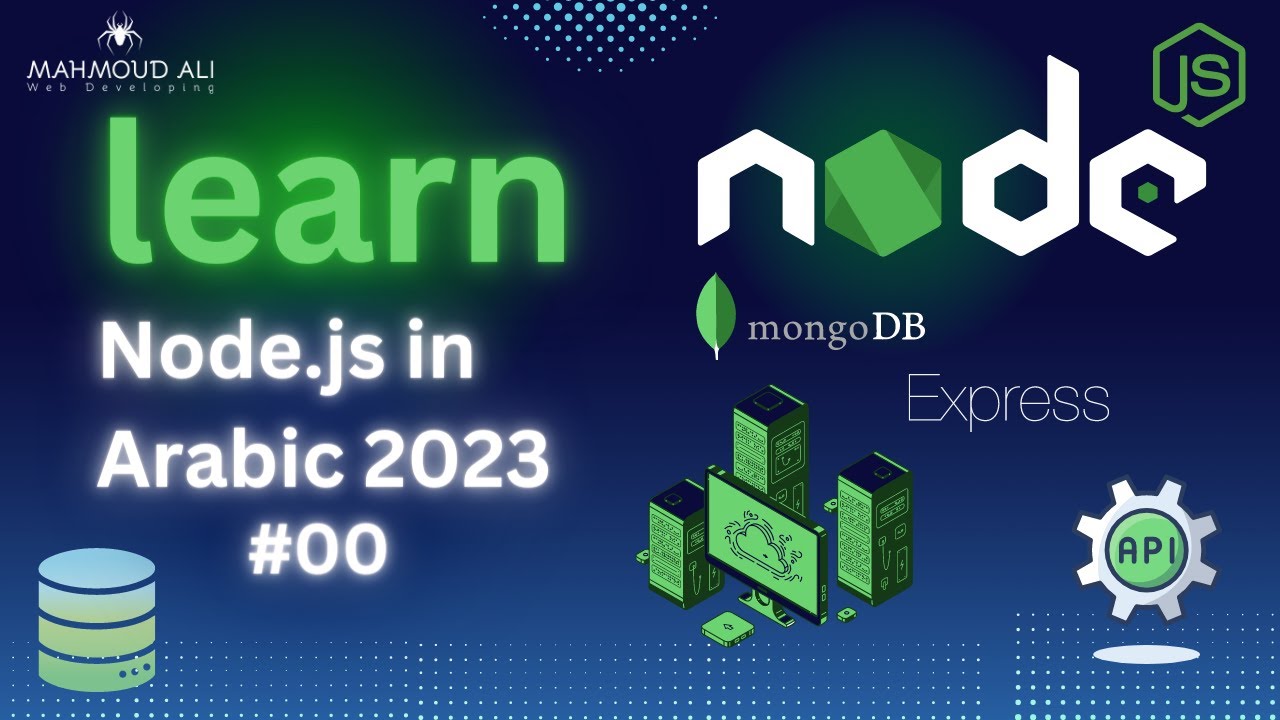 MAHMOUD ALI
Web Developing
learn
Node.js in
Arabic 2023
#00
node
JS
mongoDB
Express
API